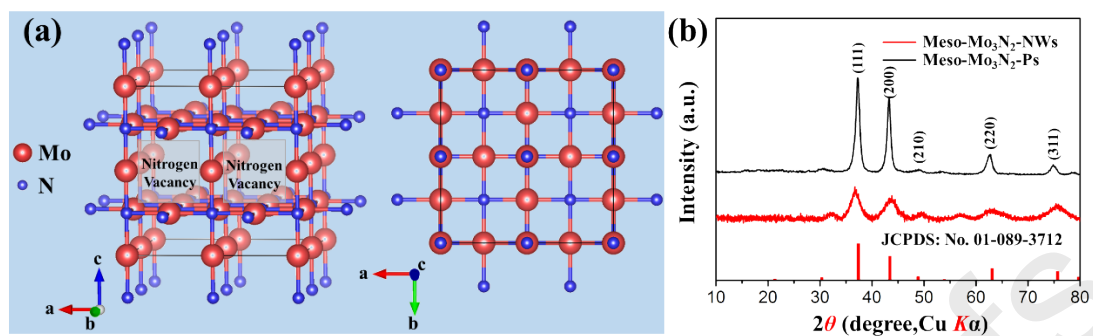 (a)
Mo
N
Nitrogen
Vacancy
Nitrogen
Vacancy
c
a
b
a
c
b
(b)
Meso-Mo₃N₂-NWs
Meso-Mo₃N₂-Ps
(111)
(200)
(210)
(220)
(311)
JCPDS: No. 01-089-3712
Intensity (a.u.)
10 20 30 40 50 60 70 80
2θ (degree,Cu Kα)